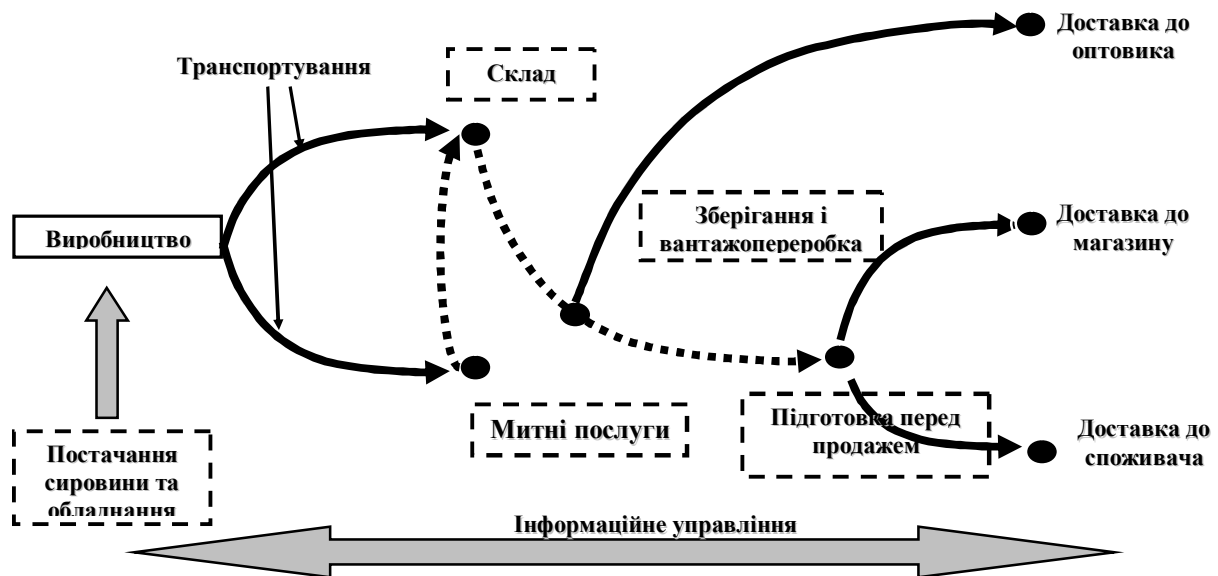 Доставка до
оптовика
Транспортування
Склад
Зберігання і
вантажопереробка
Доставка до
магазину
Виробництво
Підготовка перед
продажем
Митні послуги
Доставка до
споживача
Постачання
сировини та
обладнання
Інформаційне управління